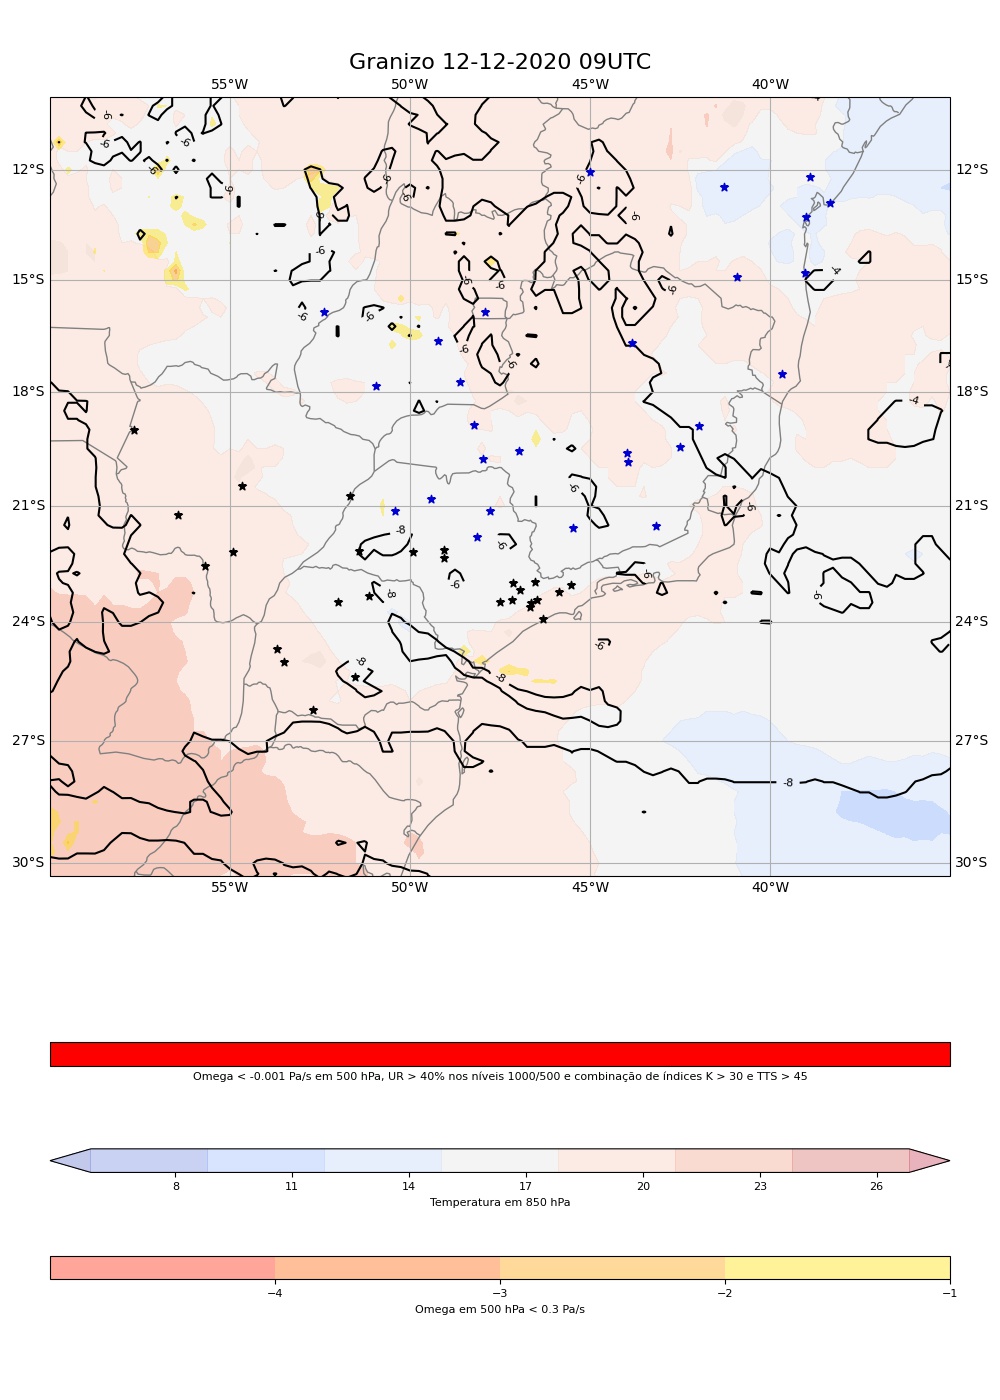 Granizo 12-12-2020 09UTC
55°W 50°W 45°W 40°W
12°S 12°S
15°S 15°S
18°S 18°S
21°S 21°S
24°S 24°S
27°S 27°S
30°S 30°S
-6 -6 -6 -6 -6 -6 -6
-6 -6 -6 -6 -6 -6 -4
-6 -6 -6 -6 -6 -4
-6 -8 -6 -6
-8 -6 -6 -6
-8 -8 -6
-8
55°W 50°W 45°W 40°W
Omega < -0.001 Pa/s em 500 hPa, UR > 40% nos níveis 1000/500 e combinação de índices K > 30 e TTS > 45
8 11 14 17 20 23 26
Temperatura em 850 hPa
−4 −3 −2 −1
Omega em 500 hPa < 0.3 Pa/s